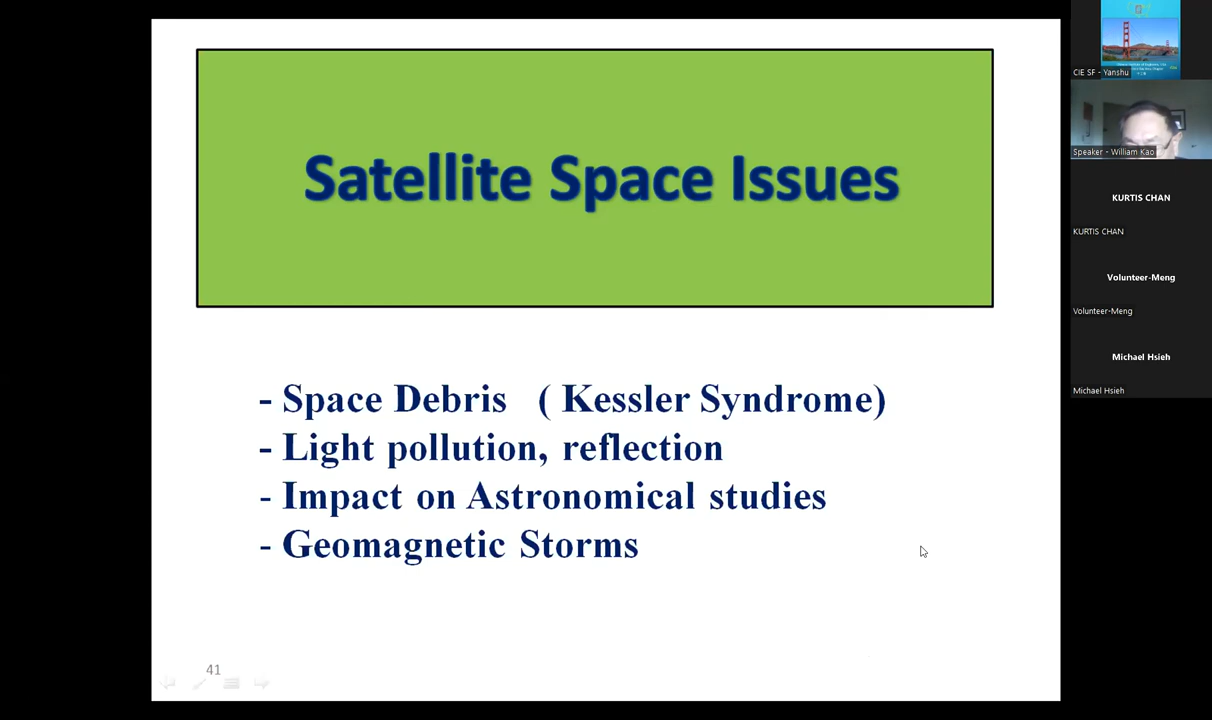 Satellite Space Issues
- Space Debris ( Kessler Syndrome)
- Light pollution, reflection
- Impact on Astronomical studies
- Geomagnetic Storms
41
CIE SF - Yanshu
Speaker - William Kao
KURTIS CHAN
KURTIS CHAN
Volunteer-Meng
Volunteer-Meng
Michael Hsieh
Michael Hsieh